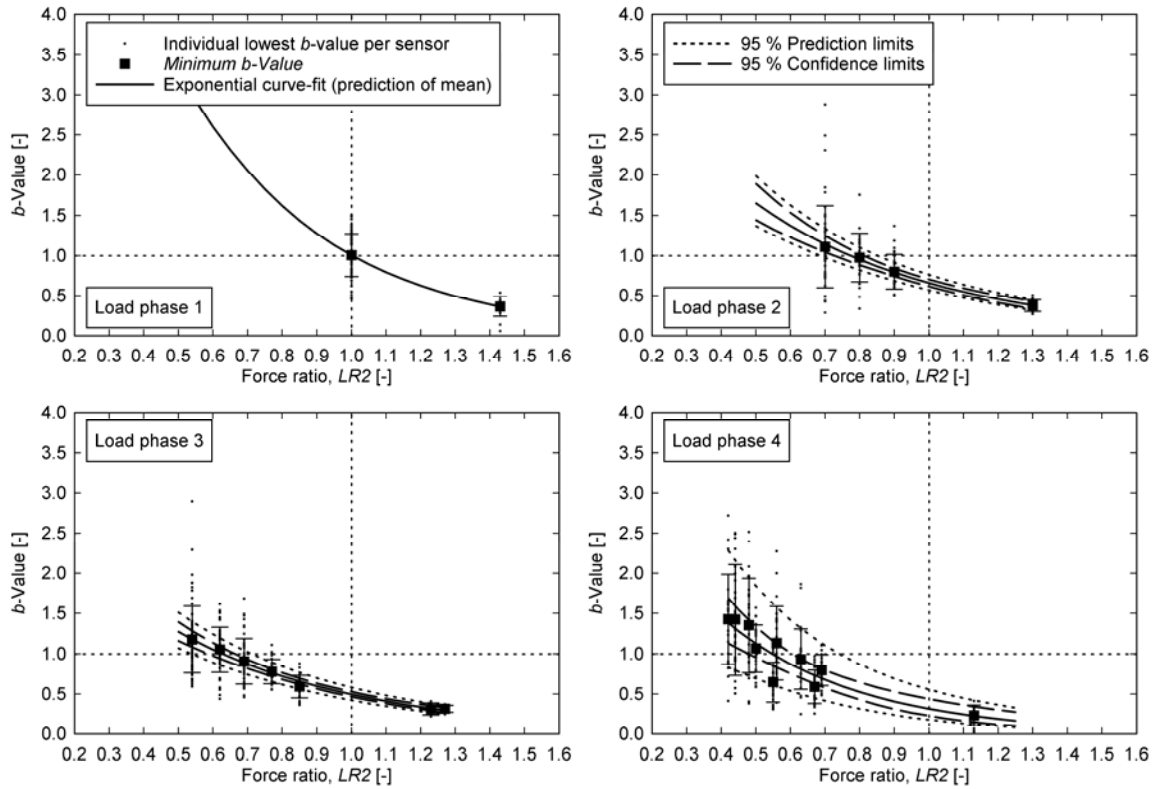 4.0
3.5
3.0
2.5
2.0
1.5
1.0
0.5
0.0
b-Value [-]
Individual lowest b-value per sensor
Minimum b-Value
Exponential curve-fit (prediction of mean)
Load phase 1
0.2 0.3 0.4 0.5 0.6 0.7 0.8 0.9 1.0 1.1 1.2 1.3 1.4 1.5 1.6
Force ratio, LR2 [-]
4.0
3.5
3.0
2.5
2.0
1.5
1.0
0.5
0.0
b-Value [-]
95 % Prediction limits
95 % Confidence limits
Load phase 2
0.2 0.3 0.4 0.5 0.6 0.7 0.8 0.9 1.0 1.1 1.2 1.3 1.4 1.5 1.6
Force ratio, LR2 [-]
4.0
3.5
3.0
2.5
2.0
1.5
1.0
0.5
0.0
b-Value [-]
Load phase 3
0.2 0.3 0.4 0.5 0.6 0.7 0.8 0.9 1.0 1.1 1.2 1.3 1.4 1.5 1.6
Force ratio, LR2 [-]
4.0
3.5
3.0
2.5
2.0
1.5
1.0
0.5
0.0
b-Value [-]
Load phase 4
0.2 0.3 0.4 0.5 0.6 0.7 0.8 0.9 1.0 1.1 1.2 1.3 1.4 1.5 1.6
Force ratio, LR2 [-]